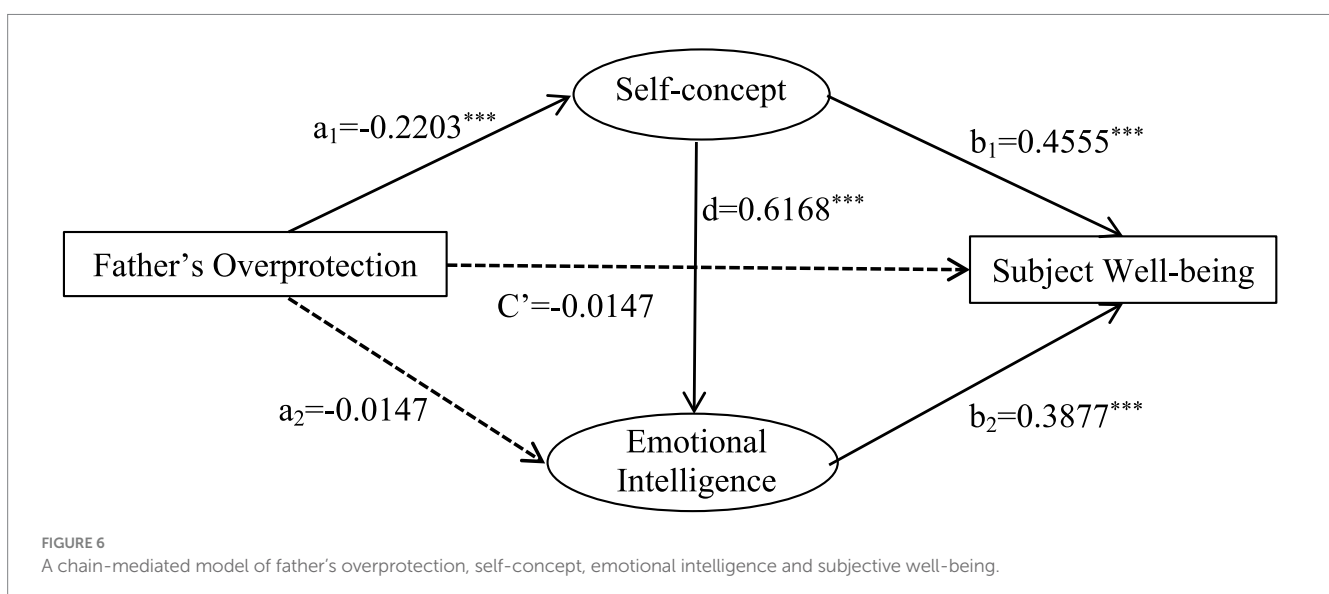 Self-concept
a₁=-0.2203***
b₁=0.4555***
d=0.6168***
Father’s Overprotection
Subject Well-being
C’=-0.0147
a₂=-0.0147
b₂=0.3877***
Emotional
Intelligence
FIGURE 6
A chain-mediated model of father’s overprotection, self-concept, emotional intelligence and subjective well-being.